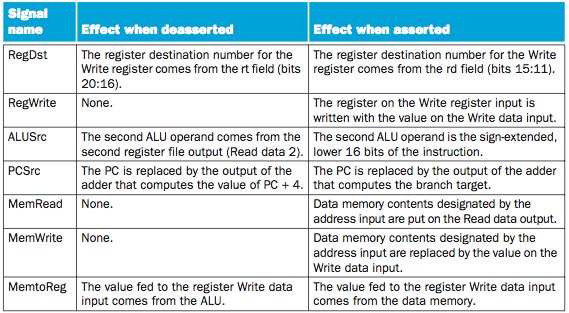 Signal
name
Effect when deasserted
Effect when asserted
RegDst
The register destination number for the
Write register comes from the rt field (bits
20:16).
The register destination number for the Write
register comes from the rd field (bits 15:11).
RegWrite
None.
The register on the Write register input is
written with the value on the Write data input.
ALUSrc
The second ALU operand comes from the
second register file output (Read data 2).
The second ALU operand is the sign-extended,
lower 16 bits of the instruction.
PCSrc
The PC is replaced by the output of the
adder that computes the value of PC + 4.
The PC is replaced by the output of the adder
that computes the branch target.
MemRead
None.
Data memory contents designated by the
address input are put on the Read data output.
MemWrite
None.
Data memory contents designated by the
address input are replaced by the value on the
Write data input.
MemtoReg
The value fed to the register Write data
input comes from the ALU.
The value fed to the register Write data input
comes from the data memory.